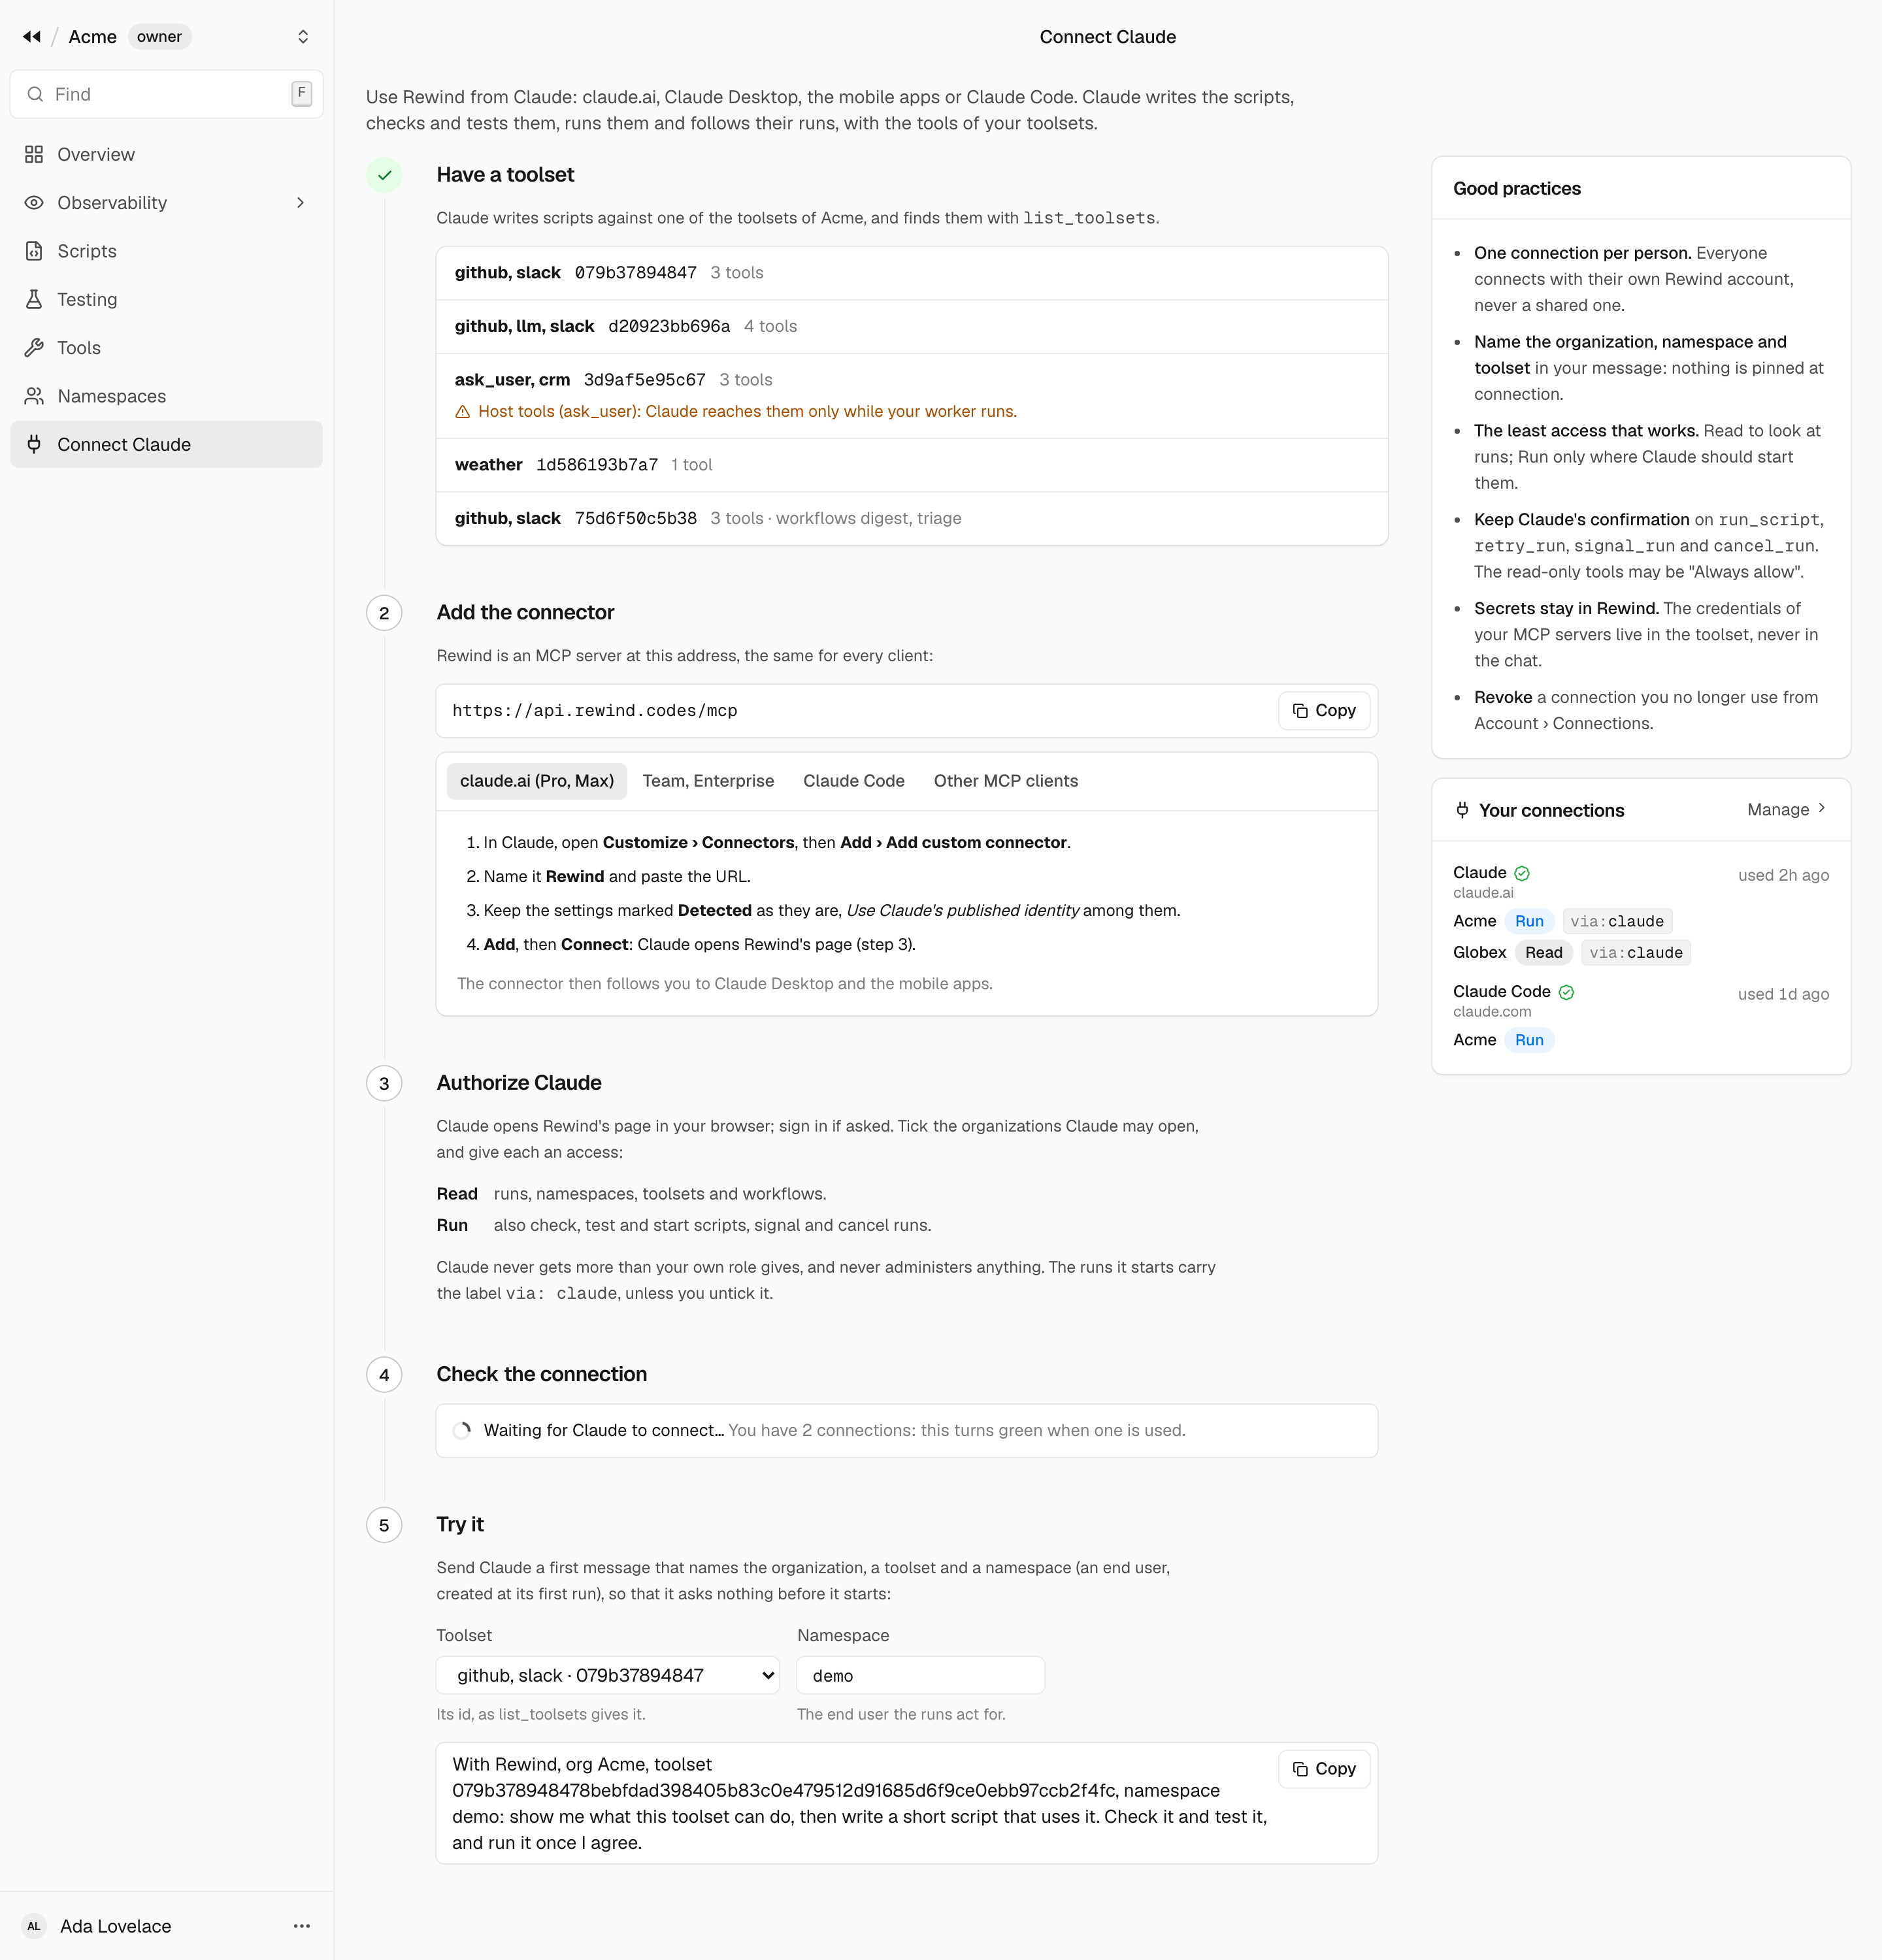 / Acme owner
Find F
Overview
Observability
Scripts
Testing
Tools
Namespaces
Connect Claude
AL Ada Lovelace
Connect Claude
Use Rewind from Claude: claude.ai, Claude Desktop, the mobile apps or Claude Code. Claude writes the scripts,
checks and tests them, runs them and follows their runs, with the tools of your toolsets.
Have a toolset
Claude writes scripts against one of the toolsets of Acme, and finds them with list_toolsets.
github, slack 079b37894847 3 tools
github, llm, slack d20923bb696a 4 tools
ask_user, crm 3d9af5e95c67 3 tools
Host tools (ask_user): Claude reaches them only while your worker runs.
weather 1d586193b7a7 1 tool
github, slack 75d6f50c5b38 3 tools · workflows digest, triage
2 Add the connector
Rewind is an MCP server at this address, the same for every client:
https://api.rewind.codes/mcp Copy
claude.ai (Pro, Max) Team, Enterprise Claude Code Other MCP clients
1. In Claude, open Customize › Connectors, then Add › Add custom connector.
2. Name it Rewind and paste the URL.
3. Keep the settings marked Detected as they are, Use Claude's published identity among them.
4. Add, then Connect: Claude opens Rewind's page (step 3).
The connector then follows you to Claude Desktop and the mobile apps.
3 Authorize Claude
Claude opens Rewind's page in your browser; sign in if asked. Tick the organizations Claude may open,
and give each an access:
Read runs, namespaces, toolsets and workflows.
Run also check, test and start scripts, signal and cancel runs.
Claude never gets more than your own role gives, and never administers anything. The runs it starts carry
the label via: claude, unless you untick it.
4 Check the connection
Waiting for Claude to connect... You have 2 connections: this turns green when one is used.
5 Try it
Send Claude a first message that names the organization, a toolset and a namespace (an end user,
created at its first run), so that it asks nothing before it starts:
Toolset Namespace
github, slack · 079b37894847 demo
Its id, as list_toolsets gives it. The end user the runs act for.
With Rewind, org Acme, toolset Copy
079b378948478bebfdad398405b83c0e479512d91685d6f9ce0ebb97ccb2f4fc, namespace
demo: show me what this toolset can do, then write a short script that uses it. Check it and test it,
and run it once I agree.
Good practices
• One connection per person. Everyone
connects with their own Rewind account,
never a shared one.
• Name the organization, namespace and
toolset in your message: nothing is pinned at
connection.
• The least access that works. Read to look at
runs; Run only where Claude should start
them.
• Keep Claude's confirmation on run_script,
retry_run, signal_run and cancel_run.
The read-only tools may be "Always allow".
• Secrets stay in Rewind. The credentials of
your MCP servers live in the toolset, never in
the chat.
• Revoke a connection you no longer use from
Account › Connections.
Your connections Manage
Claude used 2h ago
claude.ai
Acme Run via:claude
Globex Read via:claude
Claude Code used 1d ago
claude.com
Acme Run